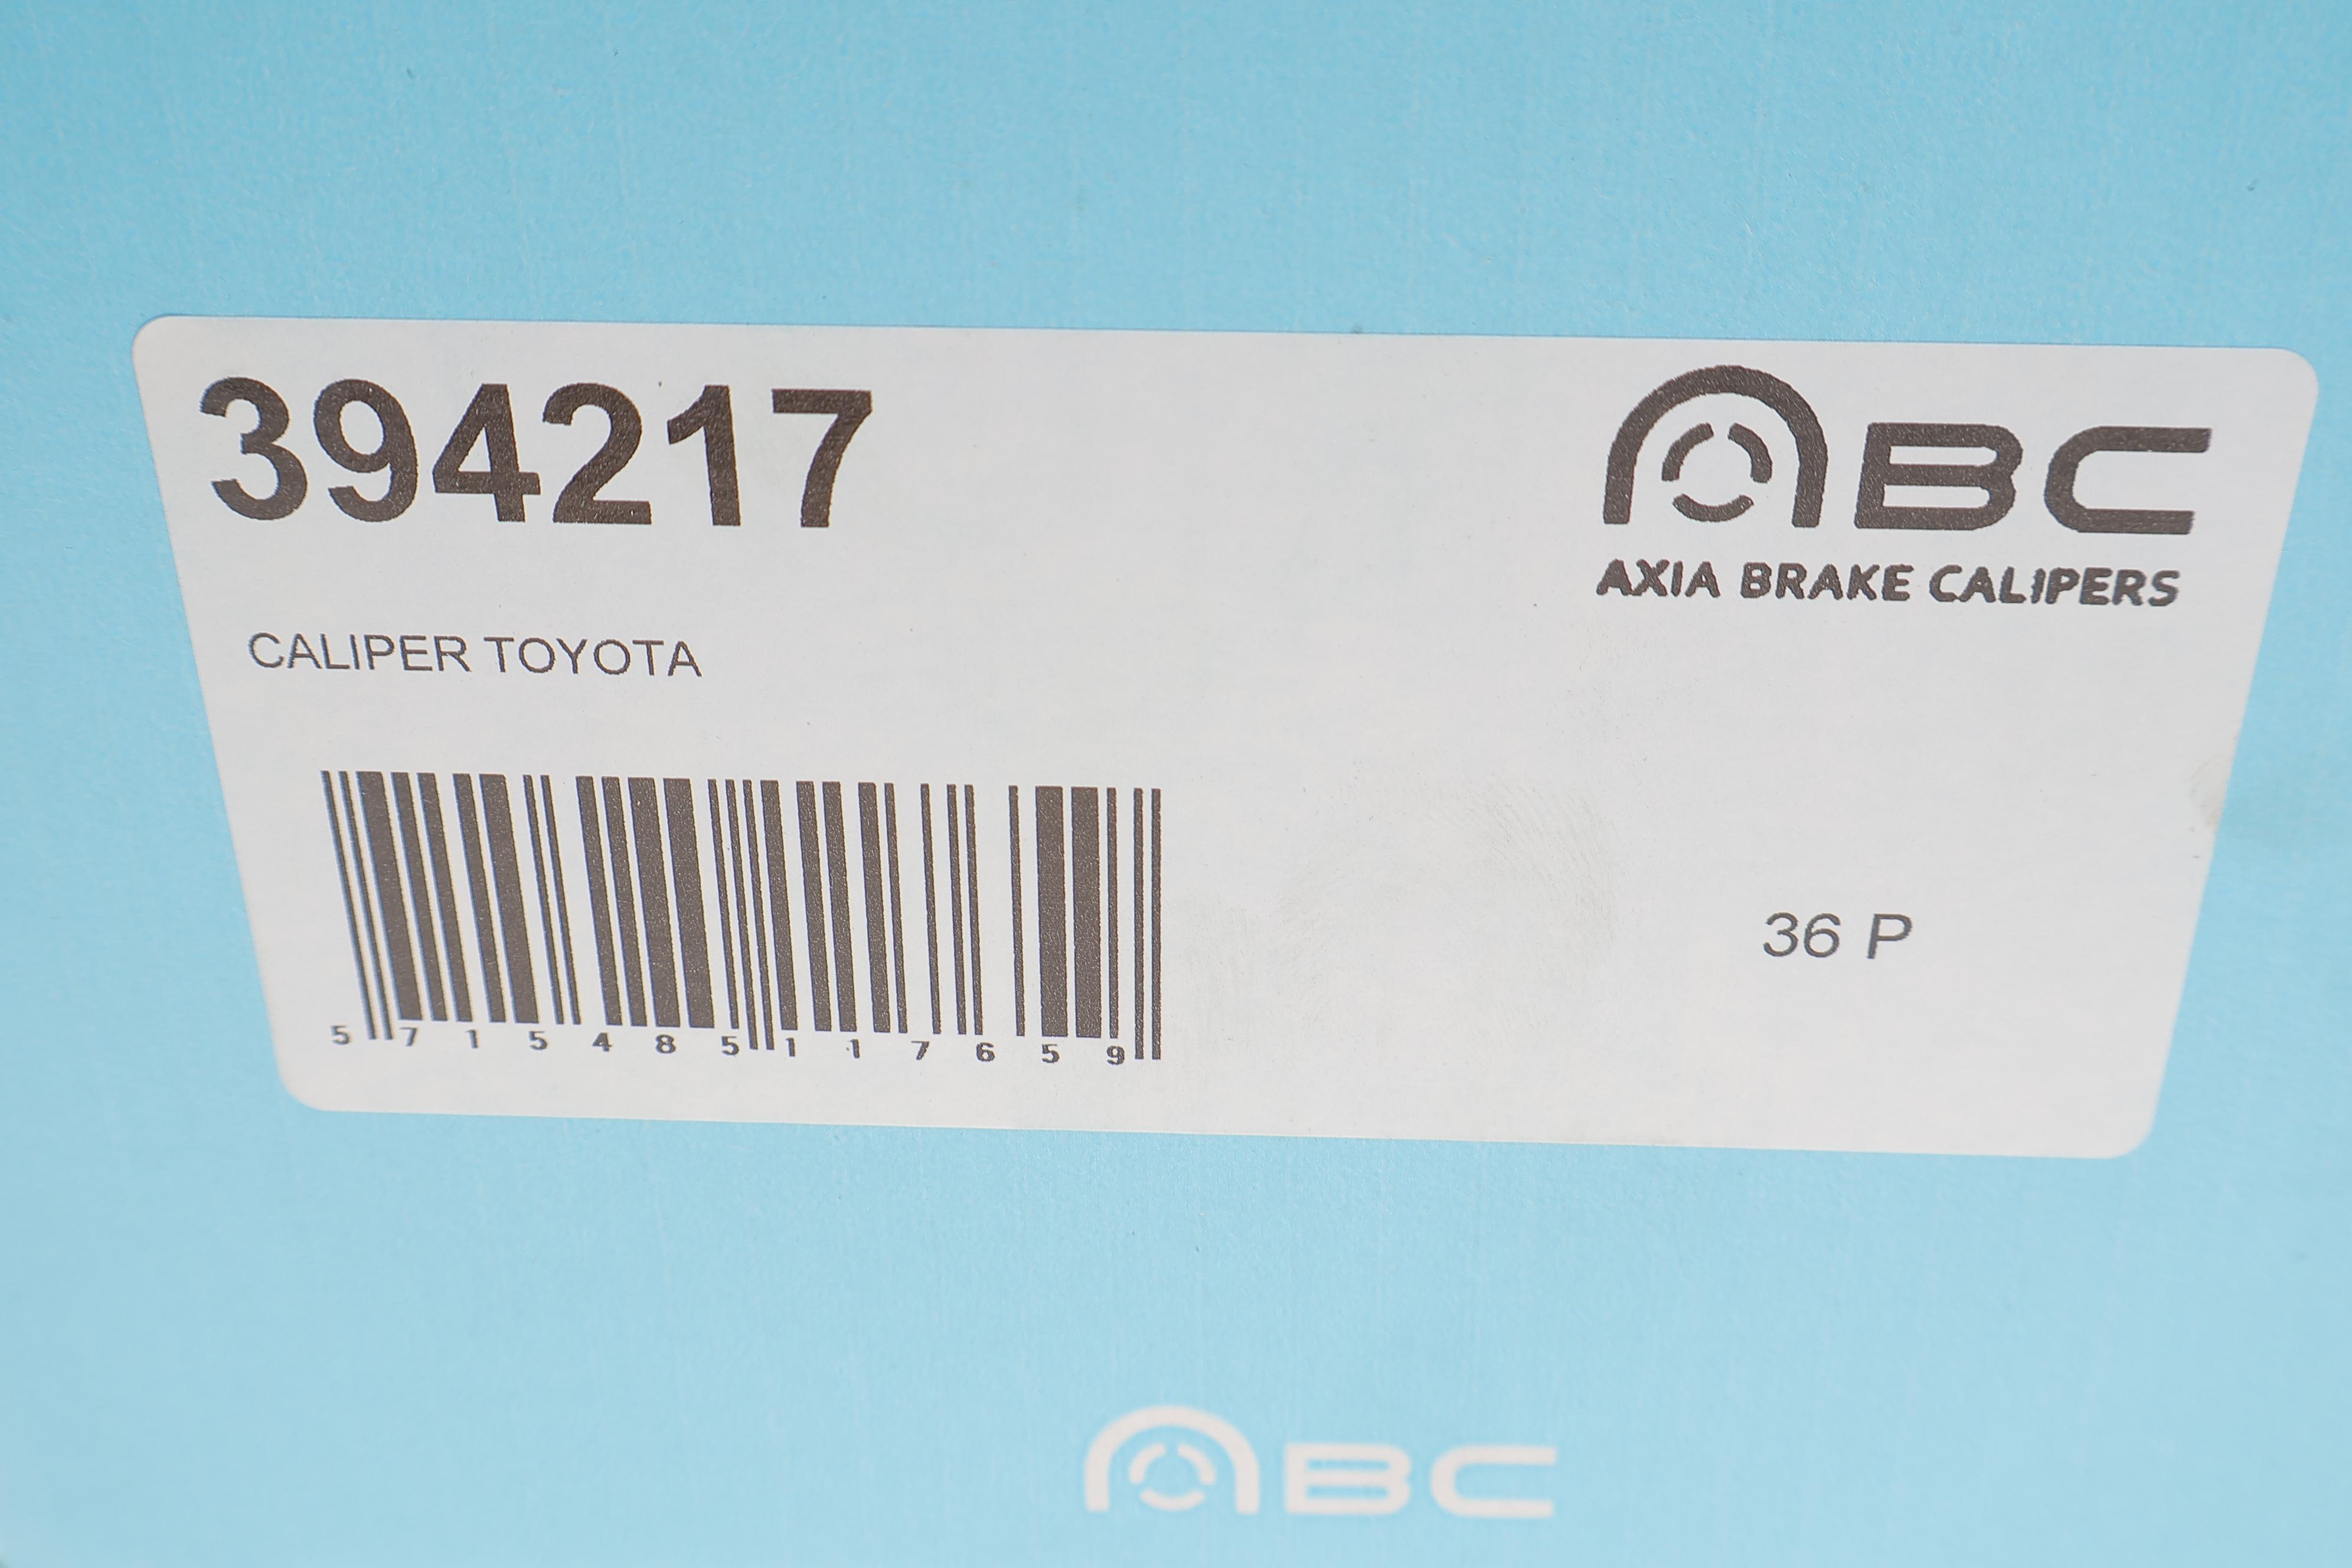 394217
ABC
AXIA BRAKE CALIPERS
CALIPER TOYOTA
36 P
5 715485 117659
ABC